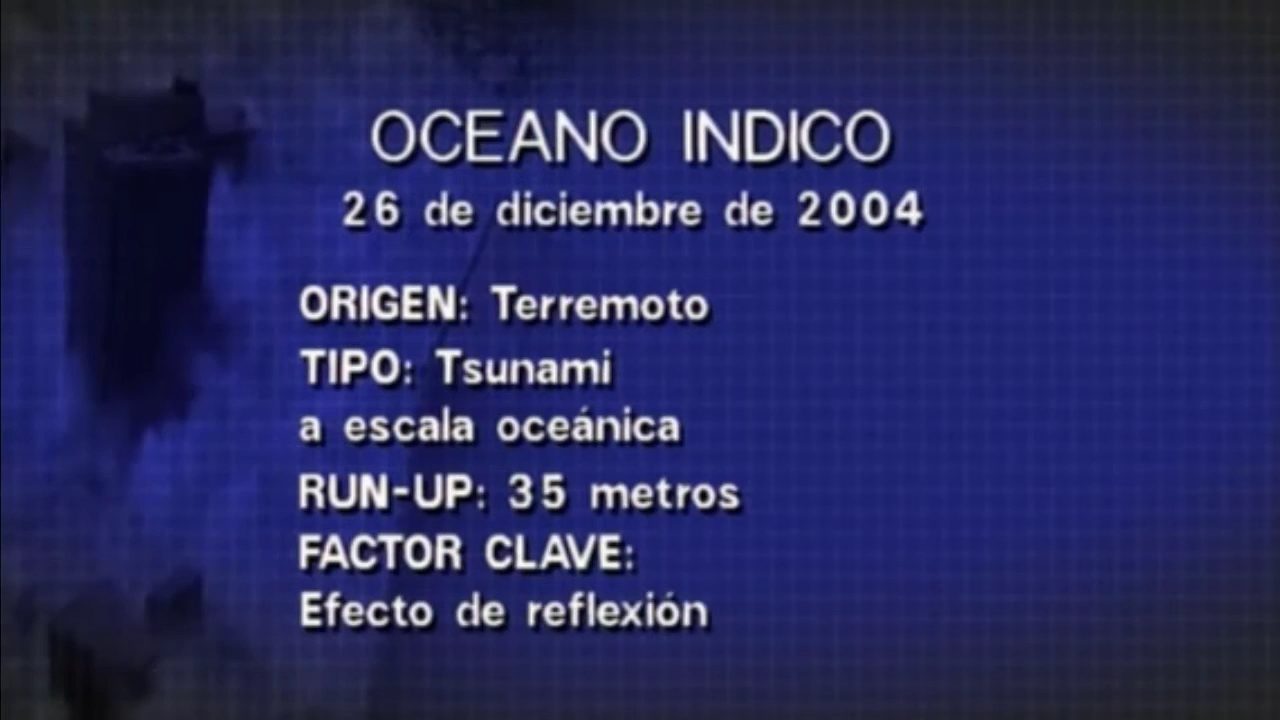 OCEANO INDICO
26 de diciembre de 2004
ORIGEN: Terremoto
TIPO: Tsunami
a escala oceánica
RUN-UP: 35 metros
FACTOR CLAVE:
Efecto de reflexión